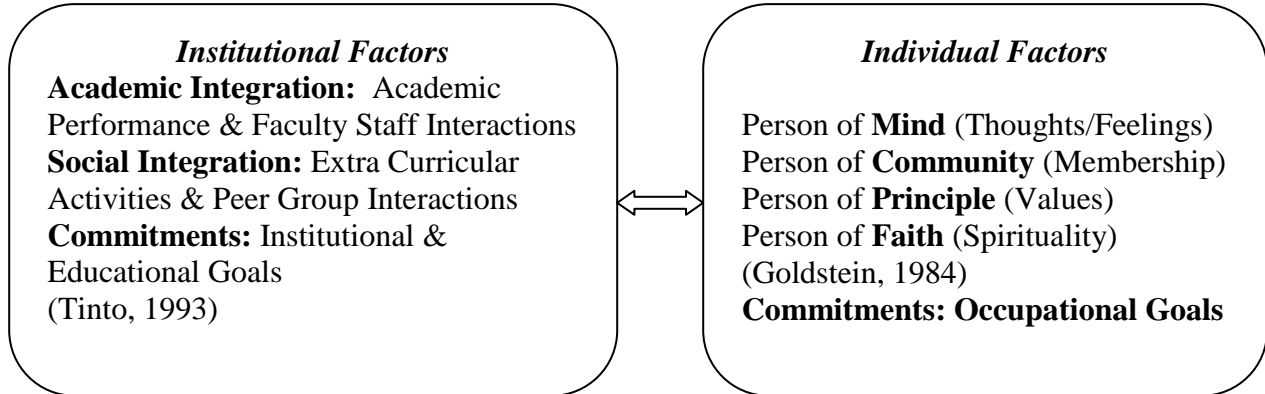 Institutional Factors
Academic Integration: Academic
Performance & Faculty Staff Interactions
Social Integration: Extra Curricular
Activities & Peer Group Interactions
Commitments: Institutional &
Educational Goals
(Tinto, 1993)
Individual Factors
Person of Mind (Thoughts/Feelings)
Person of Community (Membership)
Person of Principle (Values)
Person of Faith (Spirituality)
(Goldstein, 1984)
Commitments: Occupational Goals